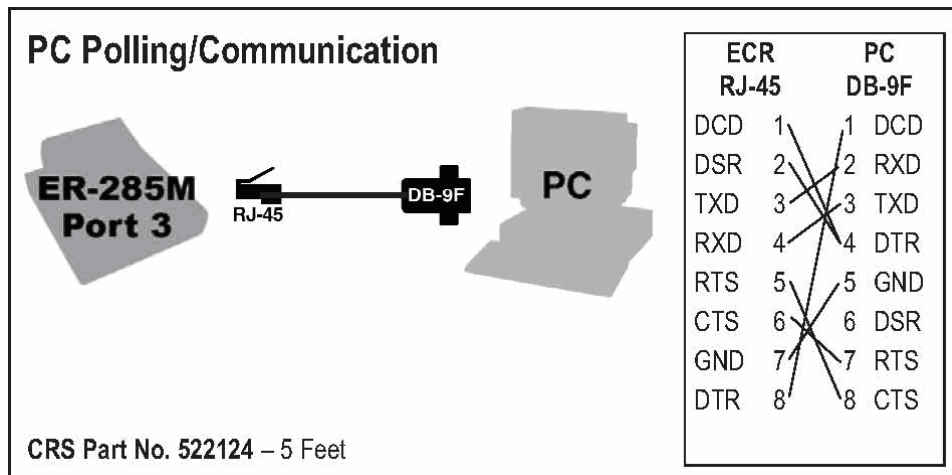 PC Polling/Communication
ER-285M
Port 3
RJ-45
DB-9F
PC
CRS Part No. 522124 – 5 Feet
ECR PC
RJ-45 DB-9F
DCD 1 1 DCD
DSR 2 2 RXD
TXD 3 3 TXD
RXD 4 4 DTR
RTS 5 5 GND
CTS 6 6 DSR
GND 7 7 RTS
DTR 8 8 CTS